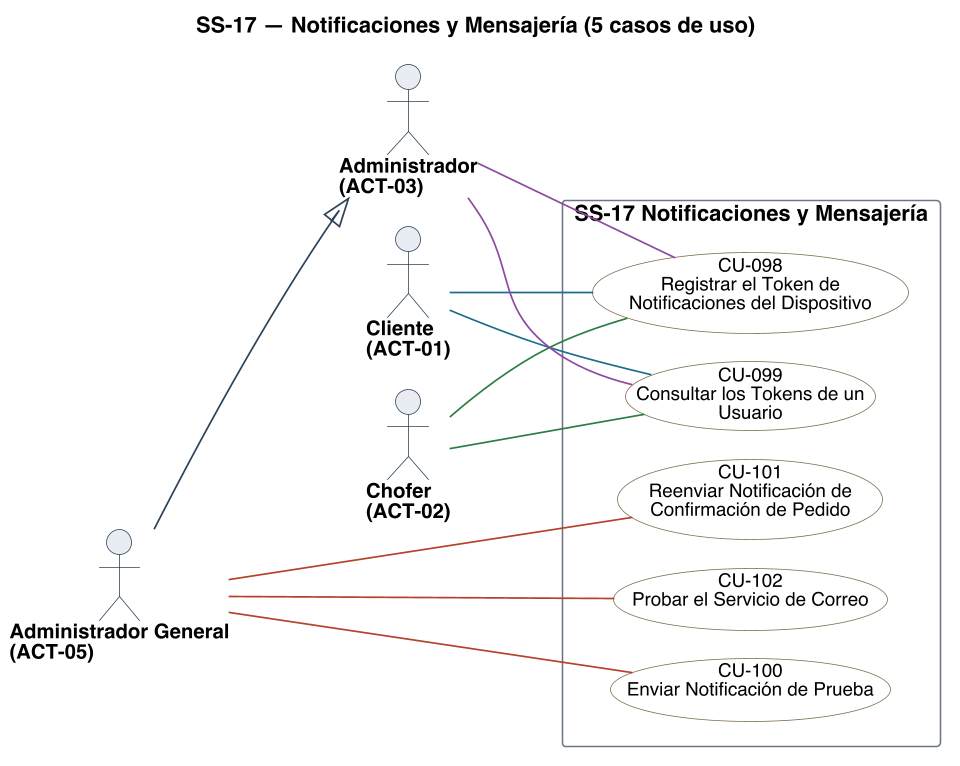 SS-17 — Notificaciones y Mensajería (5 casos de uso)
Administrador
(ACT-03)
SS-17 Notificaciones y Mensajería
CU-098
Registrar el Token de
Notificaciones del Dispositivo
Cliente
(ACT-01)
CU-099
Consultar los Tokens de un
Usuario
Chofer
(ACT-02)
CU-101
Reenviar Notificación de
Confirmación de Pedido
CU-102
Probar el Servicio de Correo
Administrador General
(ACT-05)
CU-100
Enviar Notificación de Prueba